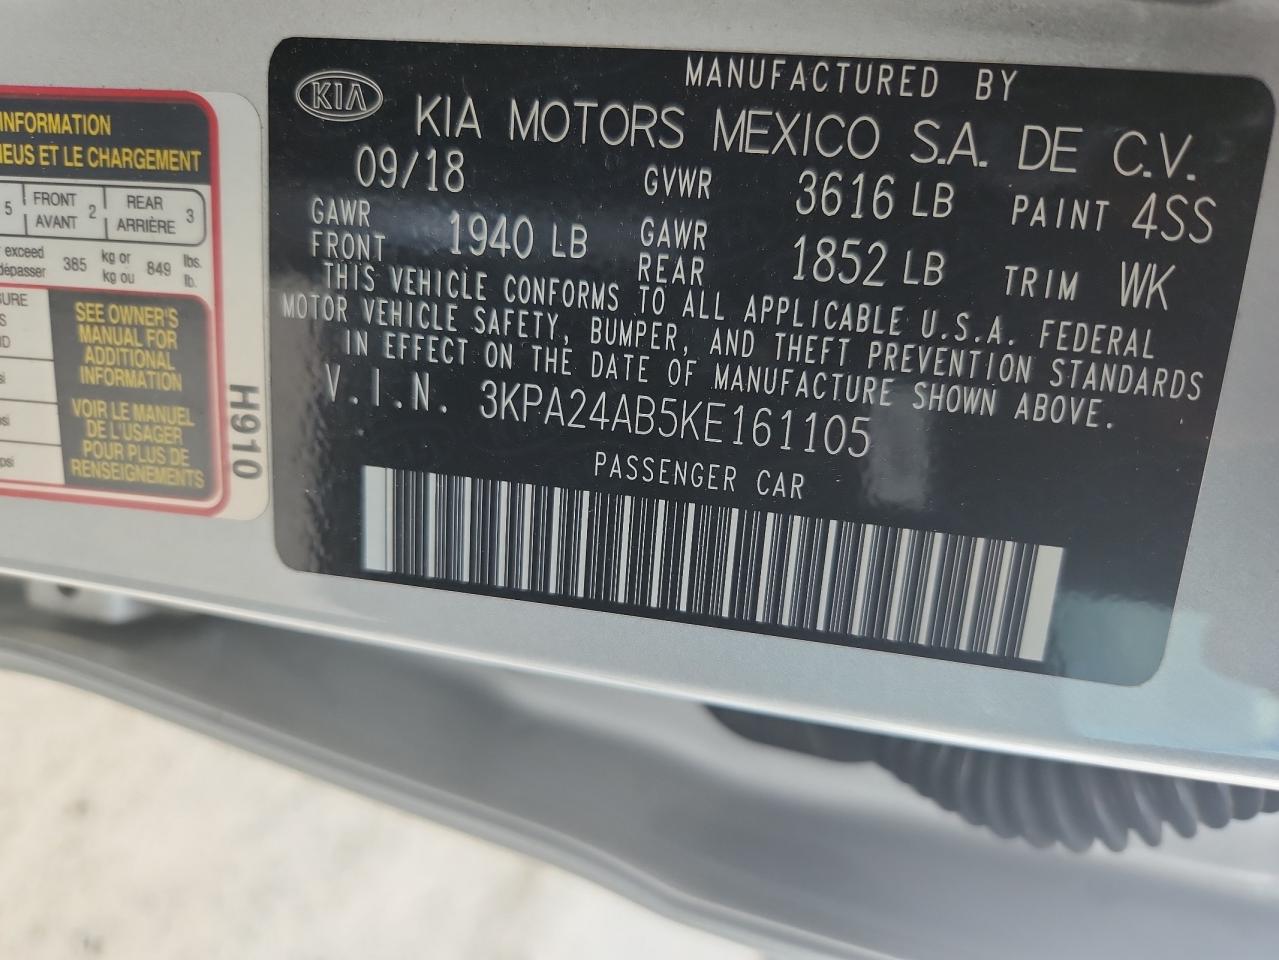 INFORMATION
NEUS ET LE CHARGEMENT
5 FRONT AVANT 2 REAR ARRIÈRE 3
exceed
dépasser 385 kg or kg ou 849 lbs. lb.
SEE OWNER'S
MANUAL FOR
ADDITIONAL
INFORMATION
VOIR LE MANUEL
DE L'USAGER
POUR PLUS DE
RENSEIGNEMENTS
H910
KIA
MANUFACTURED BY
KIA MOTORS MEXICO S.A. DE C.V.
09/18 GVWR 3616 LB PAINT 4SS
GAWR FRONT 1940 LB GAWR REAR 1852 LB TRIM WK
THIS VEHICLE CONFORMS TO ALL APPLICABLE U.S.A. FEDERAL
MOTOR VEHICLE SAFETY, BUMPER, AND THEFT PREVENTION STANDARDS
IN EFFECT ON THE DATE OF MANUFACTURE SHOWN ABOVE.
V.I.N. 3KPA24AB5KE161105
PASSENGER CAR